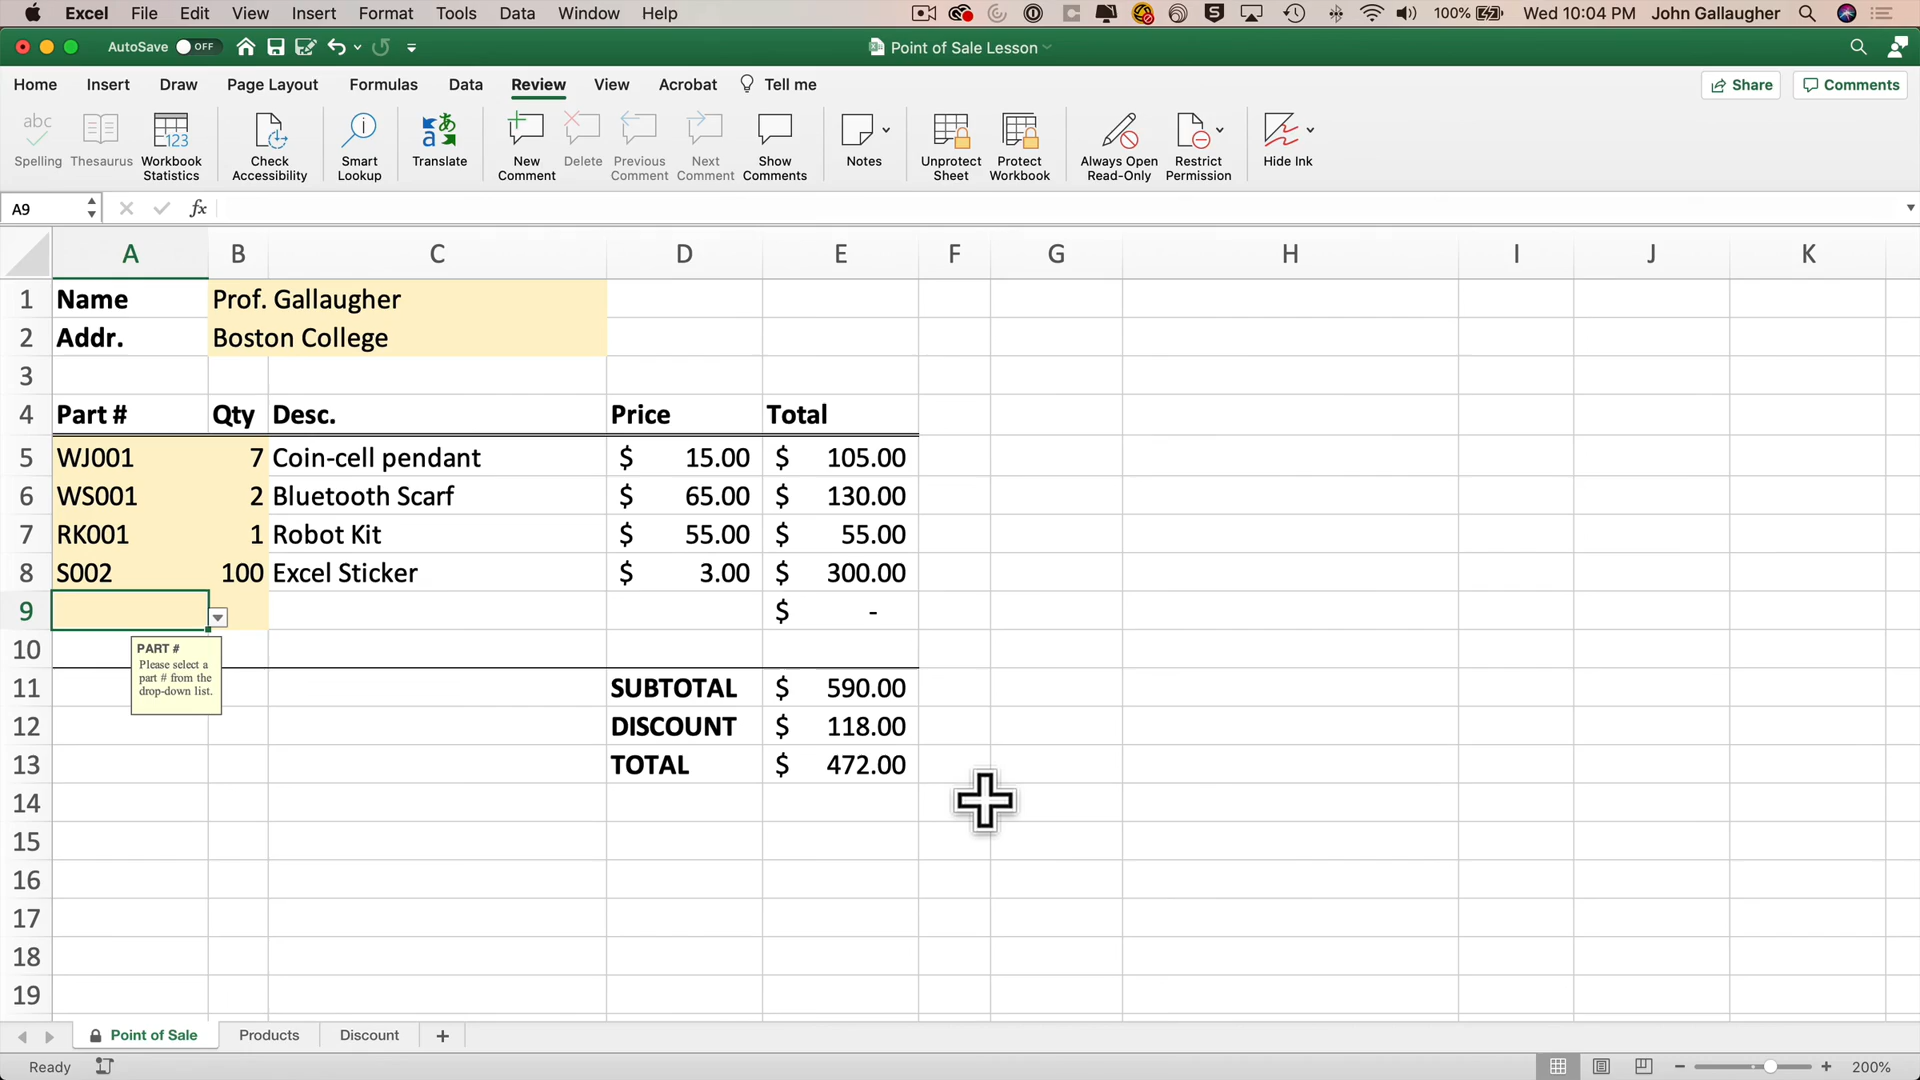 Excel File Edit View Insert Format Tools Data Window Help 100% Wed 10:04 PM John Gallaugher
AutoSave OFF Point of Sale Lesson
Home Insert Draw Page Layout Formulas Data Review View Acrobat Tell me Share Comments
abc
Spelling Thesaurus Workbook Statistics Check Accessibility Smart Lookup Translate New Comment Delete Previous Comment Next Comment Show Comments Notes Unprotect Sheet Protect Workbook Always Open Read-Only Restrict Permission Hide Ink
A9 fx
A B C D E F G H I J K
1 Name Prof. Gallaugher
2 Addr. Boston College
3
4 Part # Qty Desc. Price Total
5 WJ001 7 Coin-cell pendant $ 15.00 $ 105.00
6 WS001 2 Bluetooth Scarf $ 65.00 $ 130.00
7 RK001 1 Robot Kit $ 55.00 $ 55.00
8 S002 100 Excel Sticker $ 3.00 $ 300.00
9 $ -
10
PART #
Please select a
part # from the
drop-down list.
11 SUBTOTAL $ 590.00
12 DISCOUNT $ 118.00
13 TOTAL $ 472.00
14
15
16
17
18
19
Point of Sale Products Discount +
Ready 200%